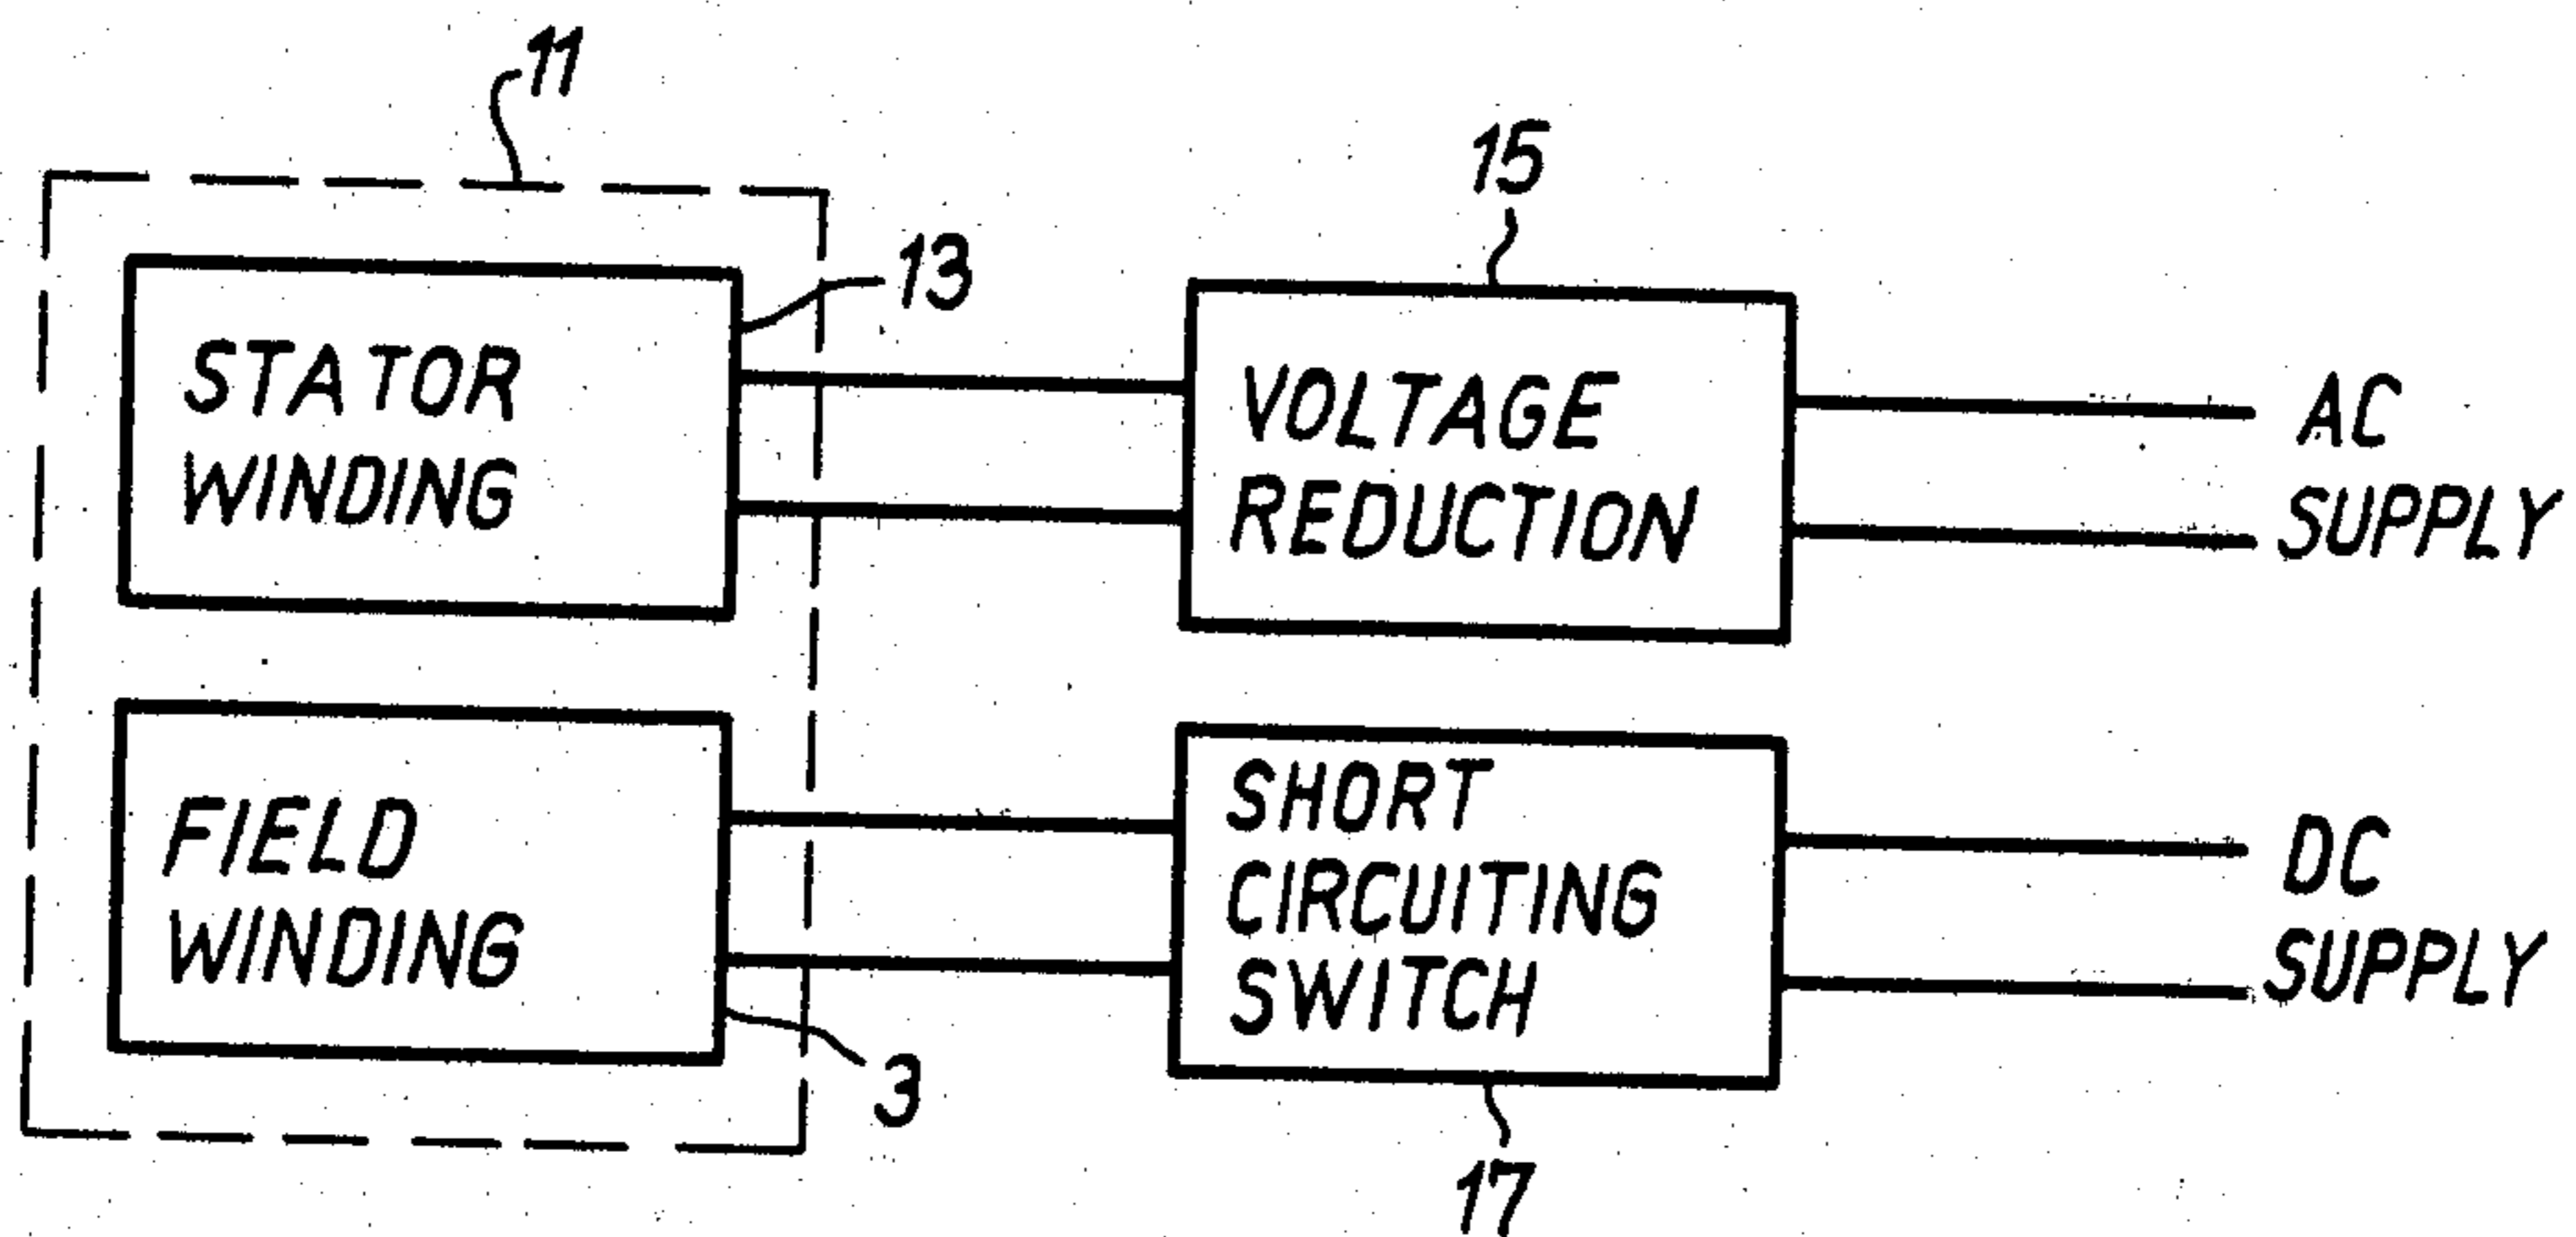 11
13
STATOR
WINDING
15
VOLTAGE
REDUCTION
AC
SUPPLY
FIELD
WINDING
3
SHORT
CIRCUITING
SWITCH
17
DC
SUPPLY